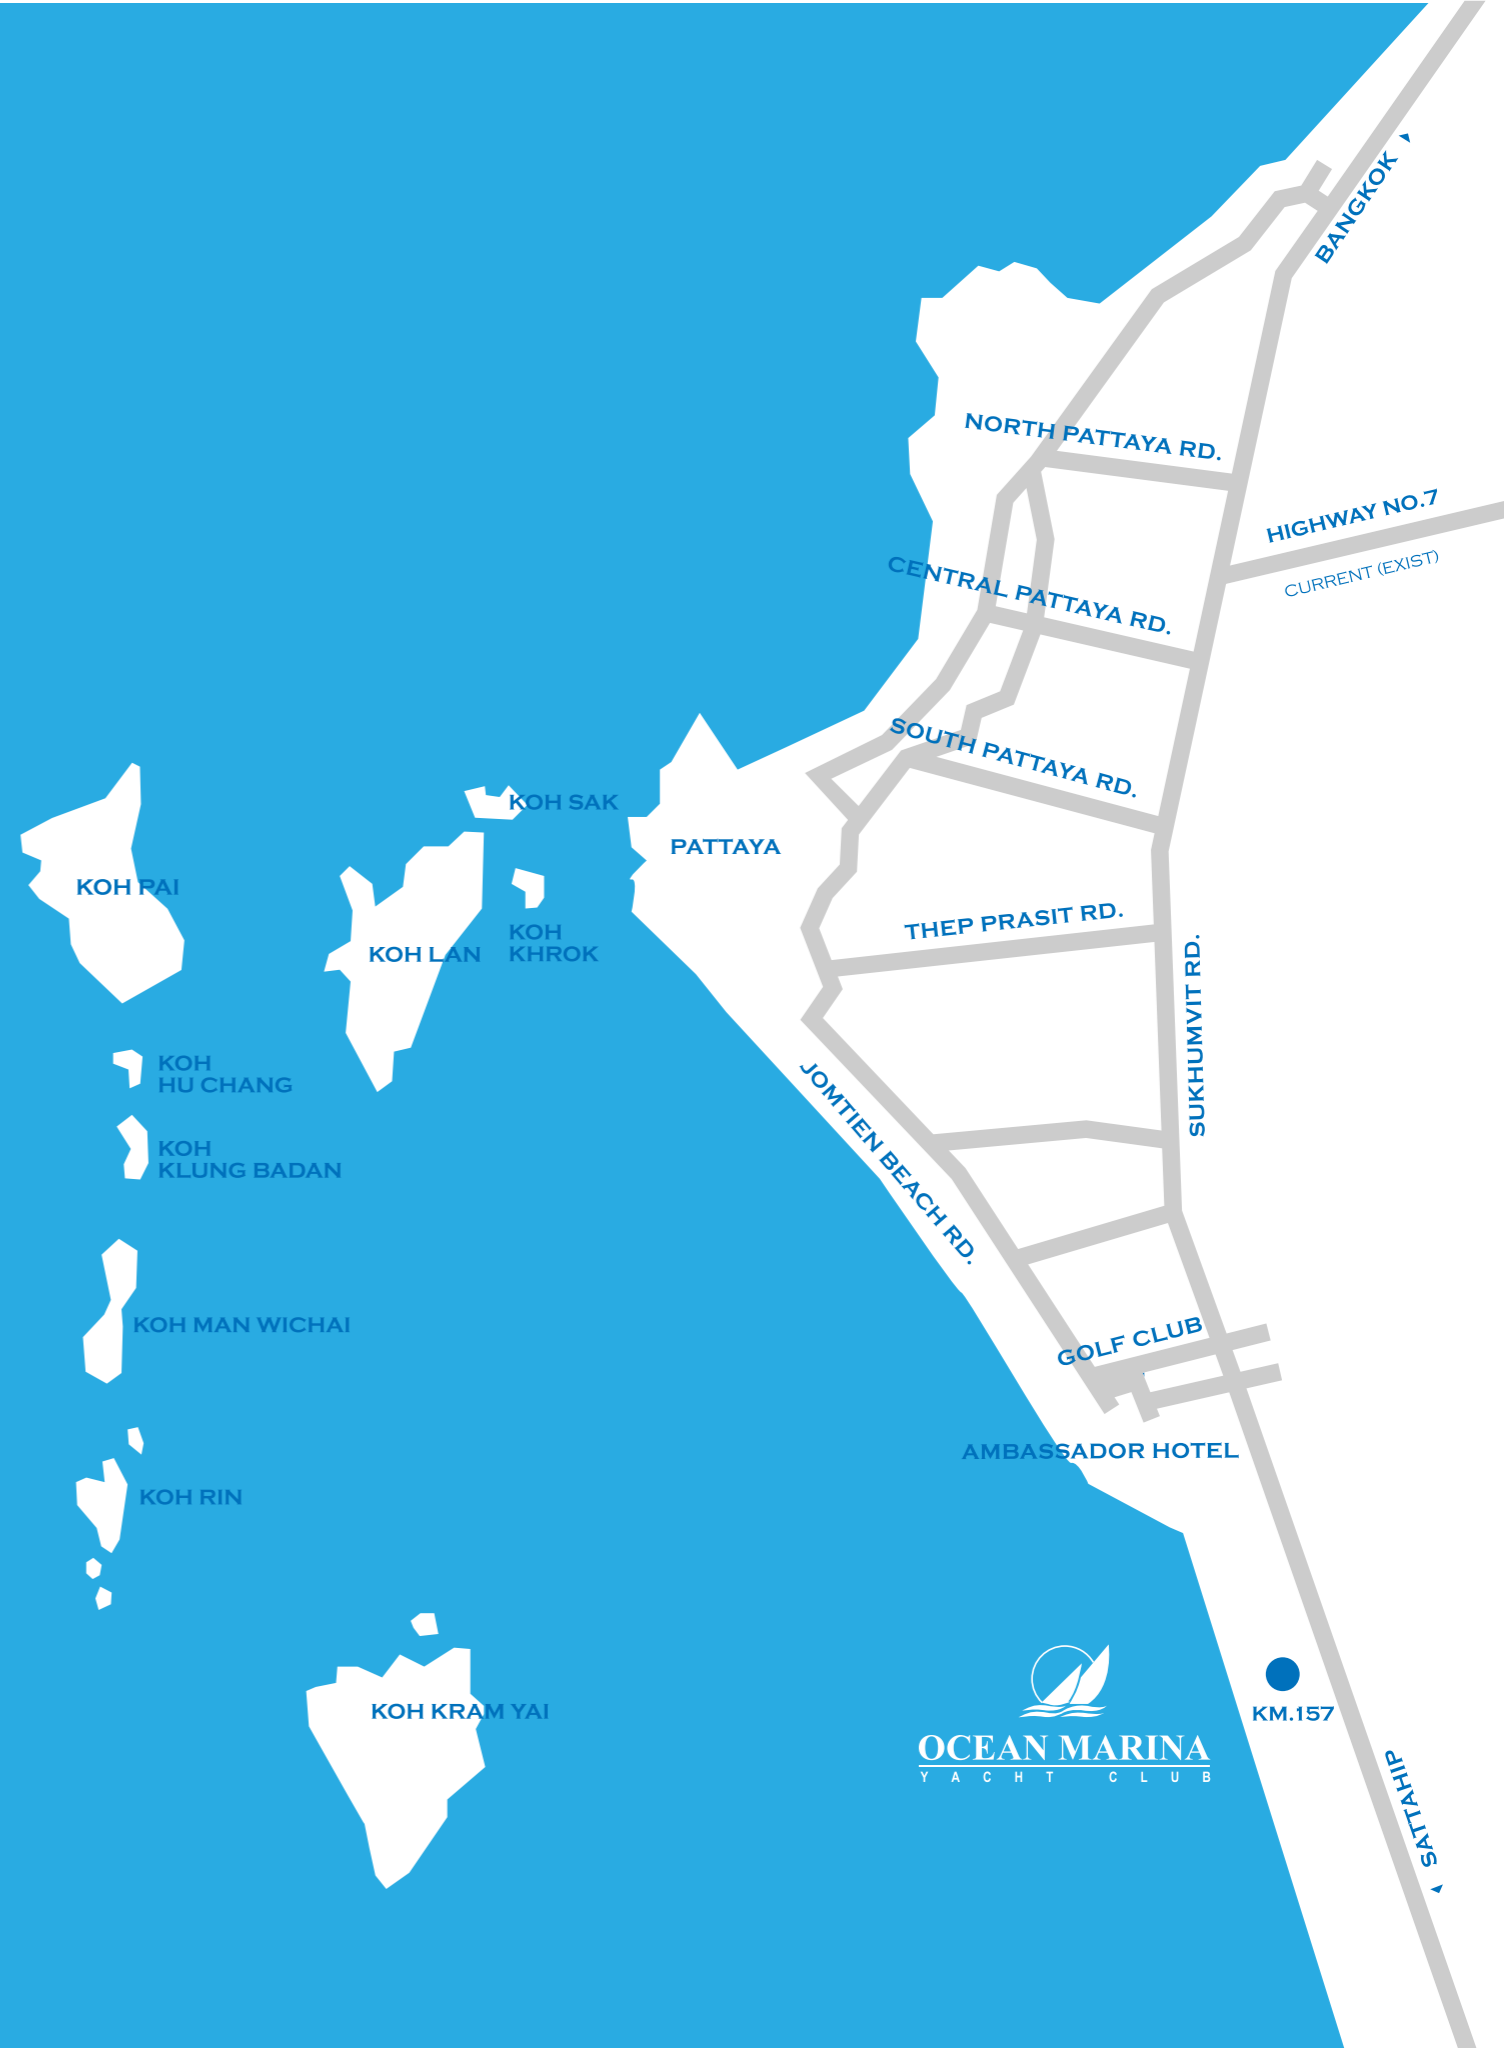 BANGKOK
NORTH PATTAYA RD.
HIGHWAY NO.7
CURRENT (EXIST)
CENTRAL PATTAYA RD.
SOUTH PATTAYA RD.
KOH SAK
PATTAYA
KOH PAI
THEP PRASIT RD.
KOH
KHROK
KOH LAN
SUKHUMVIT RD.
KOH
HU CHANG
JOMTIEN BEACH RD.
KOH
KLUNG BADAN
KOH MAN WICHAI
GOLF CLUB
AMBASSADOR HOTEL
KOH RIN
KOH KRAM YAI
KM.157
OCEAN MARINA
YACHT CLUB
SATTAHIP